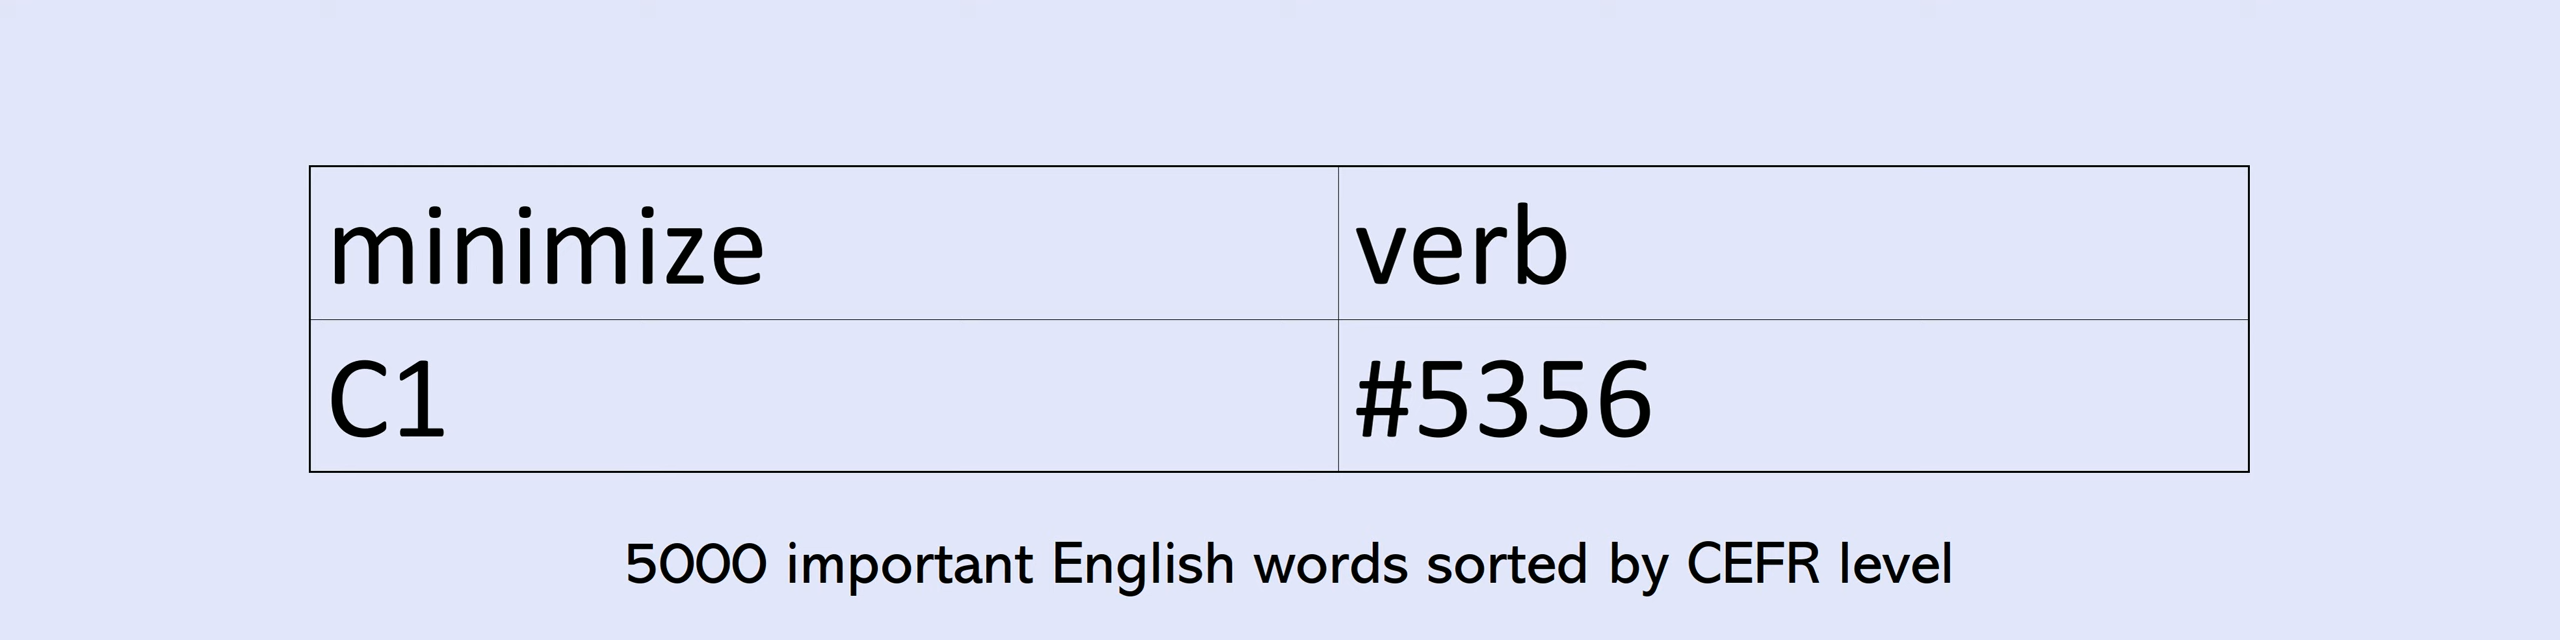 minimize verb
C1 #5356
5000 important English words sorted by CEFR level